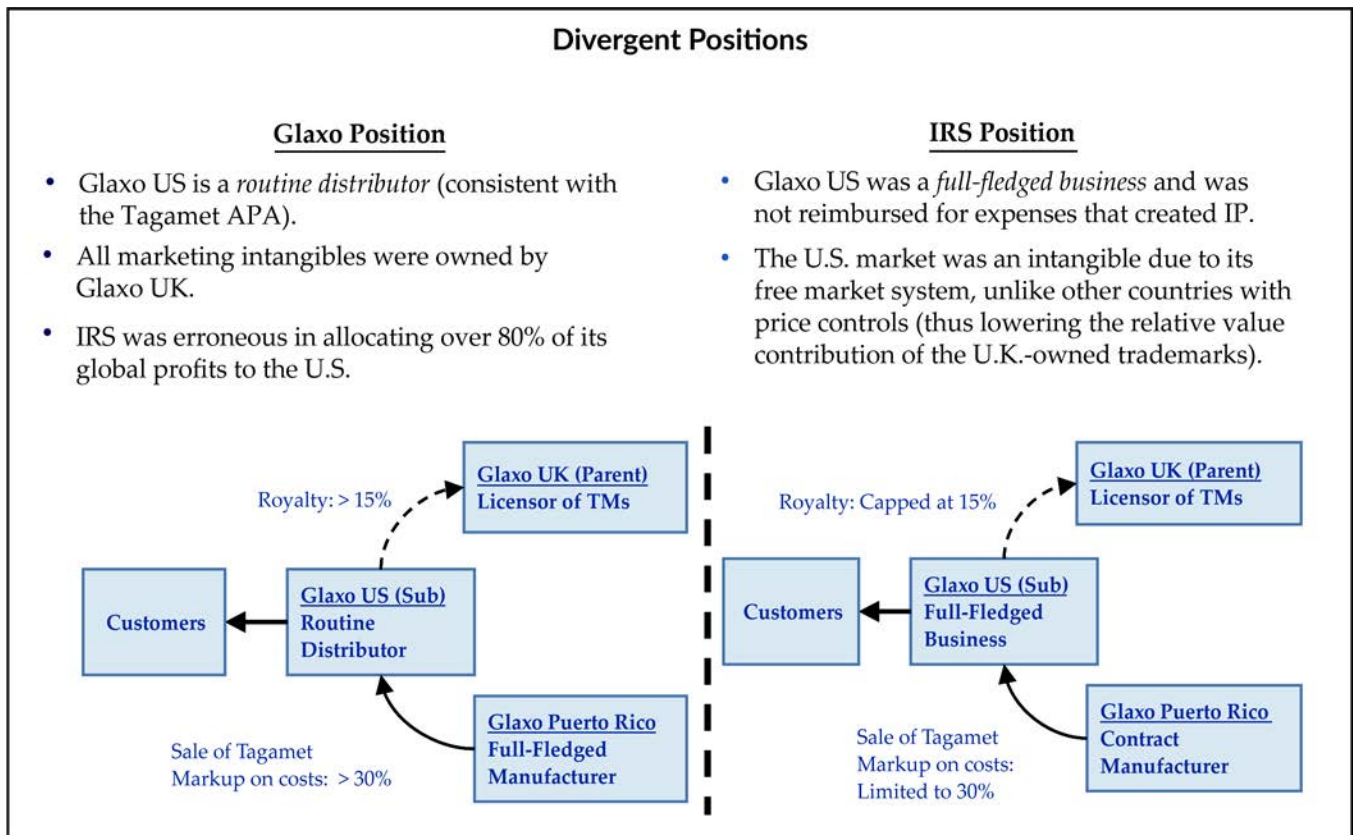 Divergent Positions
Glaxo Position
• Glaxo US is a routine distributor (consistent with
the Tagamet APA).
• All marketing intangibles were owned by
Glaxo UK.
• IRS was erroneous in allocating over 80% of its
global profits to the U.S.
IRS Position
• Glaxo US was a full-fledged business and was
not reimbursed for expenses that created IP.
• The U.S. market was an intangible due to its
free market system, unlike other countries with
price controls (thus lowering the relative value
contribution of the U.K.-owned trademarks).
Glaxo UK (Parent)
Licensor of TMs
Royalty: > 15%
Customers
Glaxo US (Sub)
Routine
Distributor
Glaxo Puerto Rico
Full-Fledged
Manufacturer
Sale of Tagamet
Markup on costs: > 30%
Glaxo UK (Parent)
Licensor of TMs
Royalty: Capped at 15%
Customers
Glaxo US (Sub)
Full-Fledged
Business
Glaxo Puerto Rico
Contract
Manufacturer
Sale of Tagamet
Markup on costs:
Limited to 30%